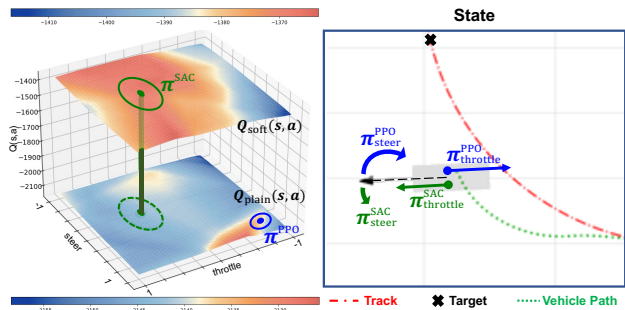 −1410 −1400 −1390 −1380 −1370
State
−1400
−1500
−1600
−1700
−1800
−1900
−2000
−2100
Q(s,a)
π^SAC
Q_soft(s, a)
Q_plain(s, a)
π^PPO
-1
steer
1
1
throttle
-1
π^PPO_steer
π^PPO_throttle
π^SAC_throttle
π^SAC_steer
Track
Target
Vehicle Path